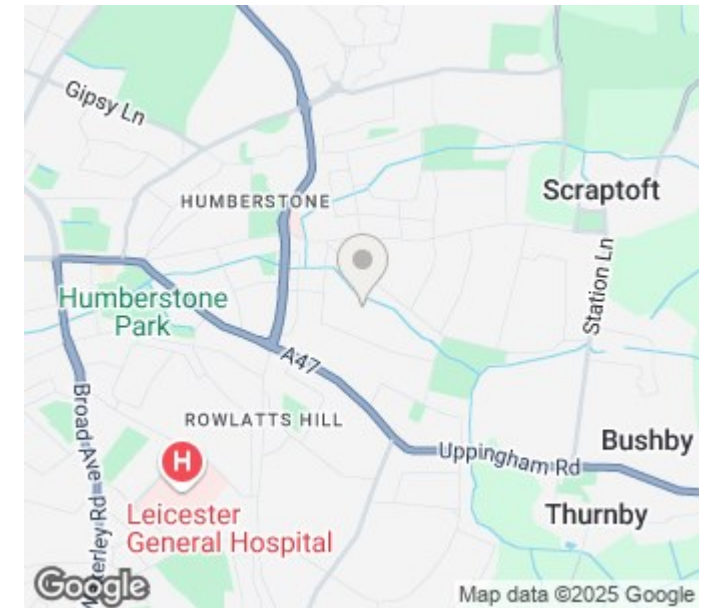 Gipsy Ln
HUMBERSTONE
Scraptoft
Station Ln
Humberstone
Park
A47
ROWLATTS HILL
Broad Ave
Uppingham Rd
Bushby
H
Thurnby
Leicester
General Hospital
Google
Map data ©2025 Google